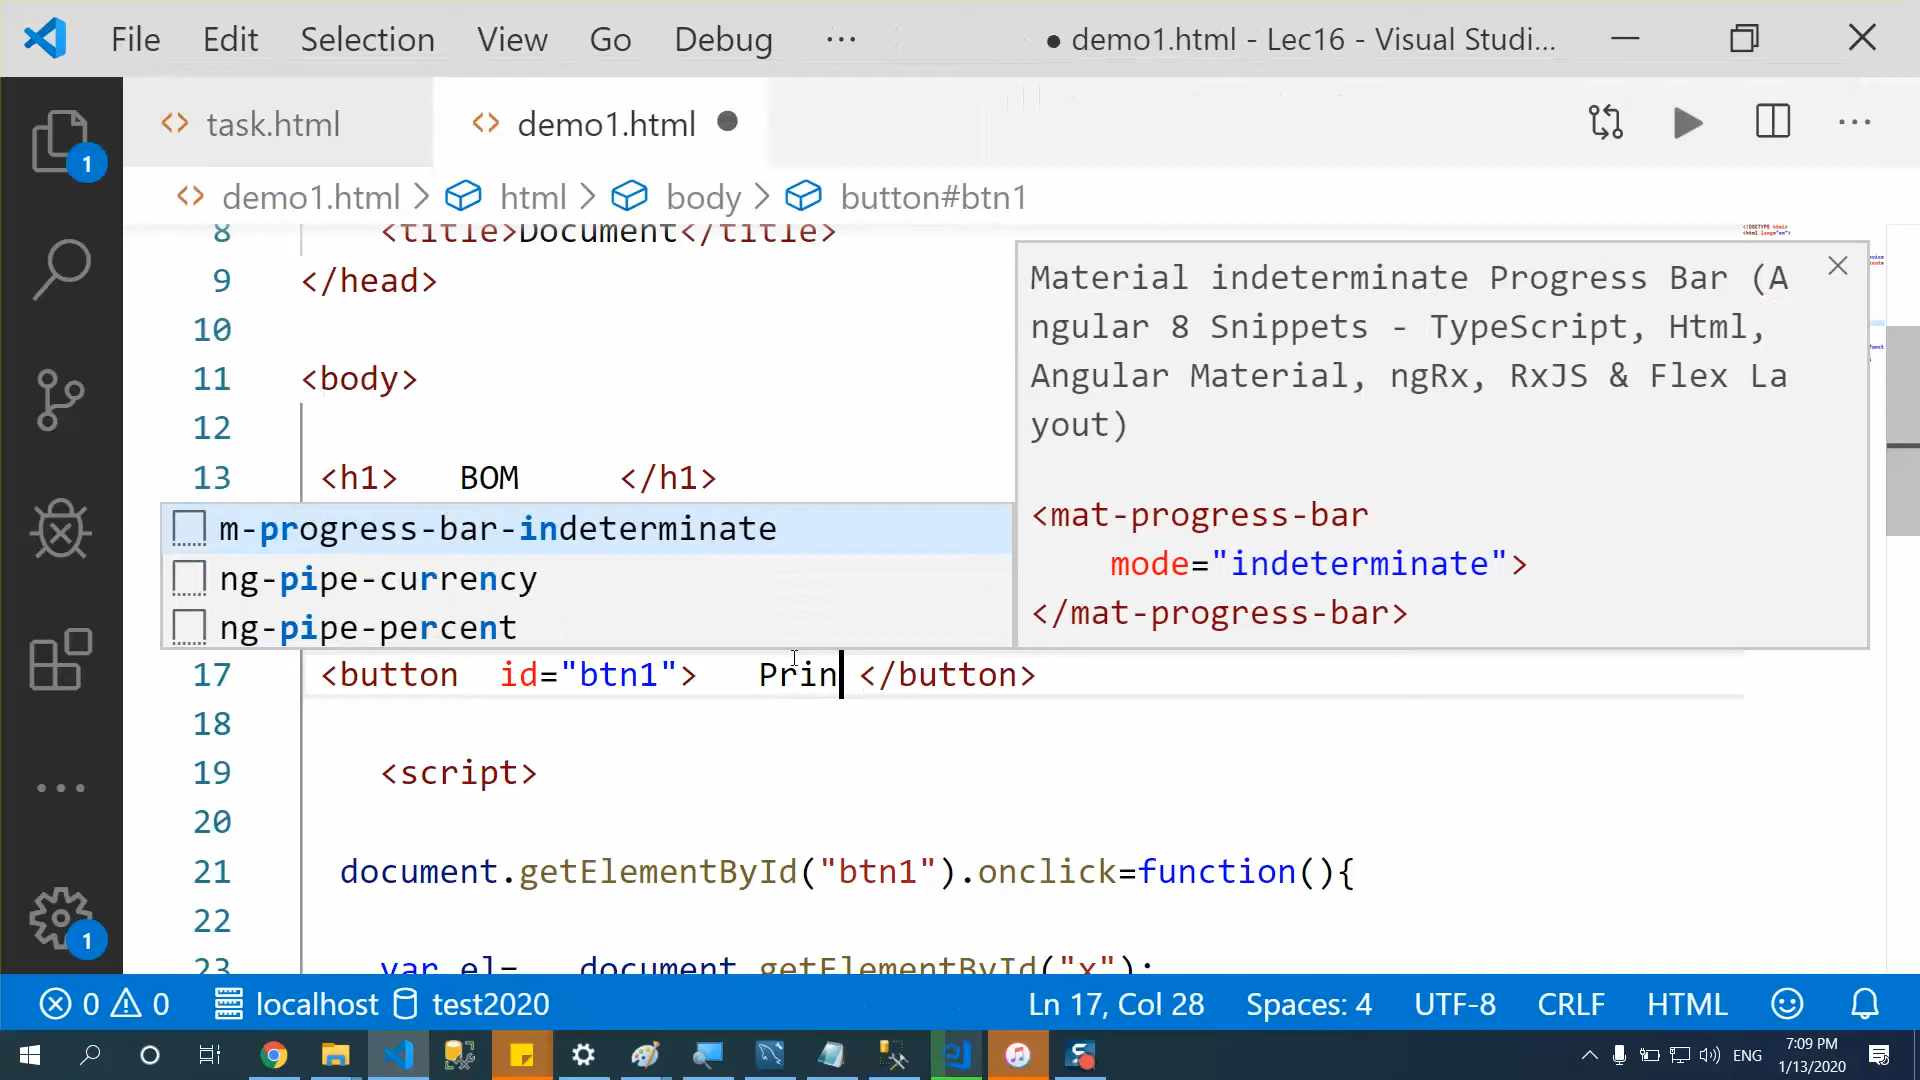 File Edit Selection View Go Debug ··· ● demo1.html - Lec16 - Visual Studi...
task.html demo1.html
demo1.html > html > body > button#btn1
8 <title>Document</title>
9 </head>
10
11 <body>
12
13 <h1> BOM </h1>
m-progress-bar-indeterminate
ng-pipe-currency
ng-pipe-percent
Material indeterminate Progress Bar (A
ngular 8 Snippets - TypeScript, Html,
Angular Material, ngRx, RxJS & Flex La
yout)
<mat-progress-bar
mode="indeterminate">
</mat-progress-bar>
17 <button id="btn1"> Prin </button>
18
19 <script>
20
21 document.getElementById("btn1").onclick=function(){
22
23 var el= document.getElementById("x");
1
1
0 0 localhost test2020 Ln 17, Col 28 Spaces: 4 UTF-8 CRLF HTML
ENG 7:09 PM
1/13/2020